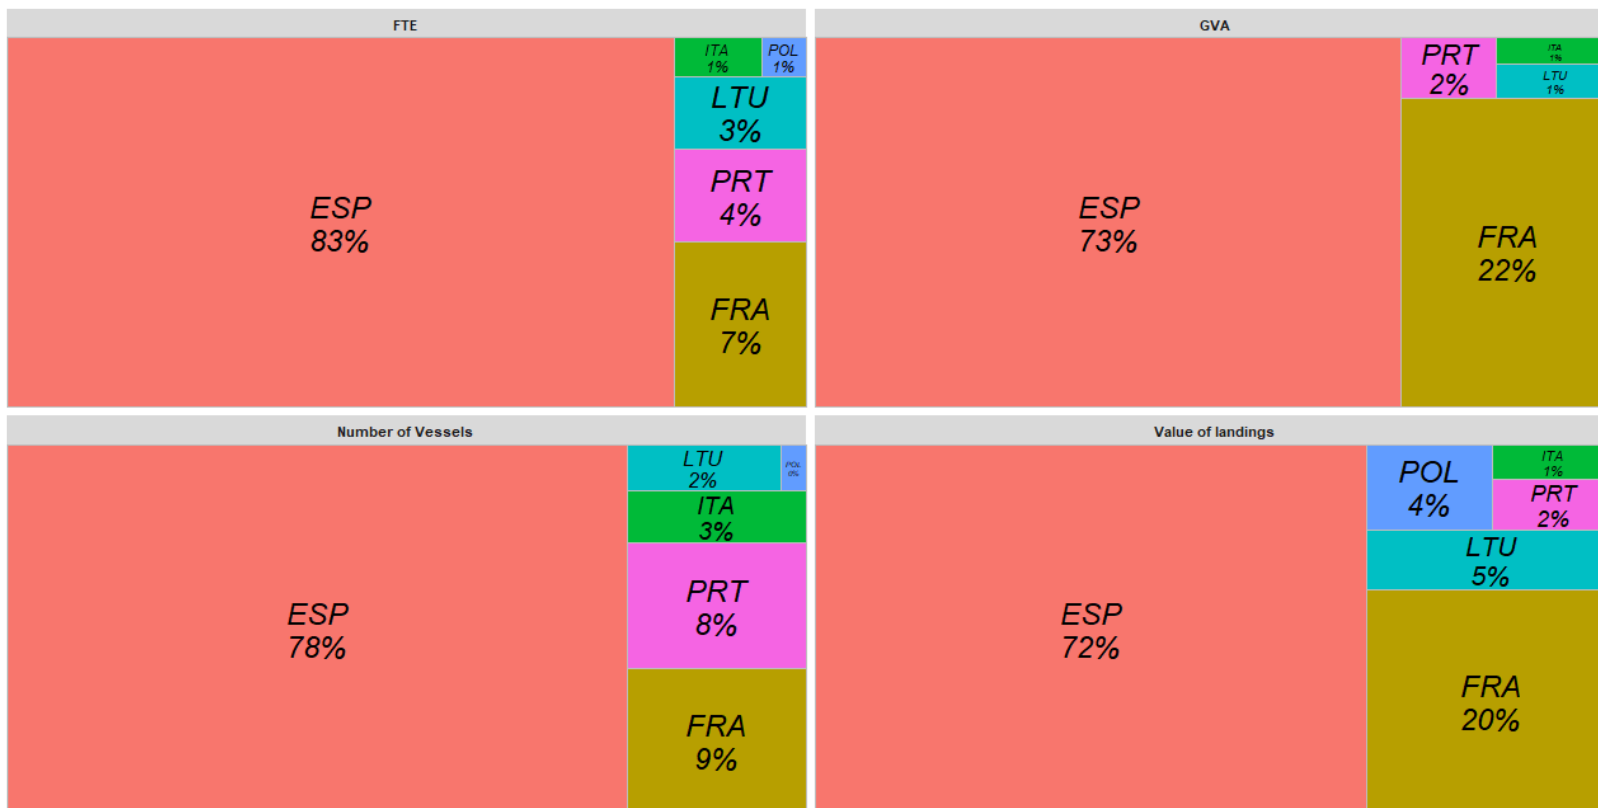 FTE
ESP
83%
ITA
1%
POL
1%
LTU
3%
PRT
4%
FRA
7%
GVA
ESP
73%
PRT
2%
ITA
1%
LTU
1%
FRA
22%
Number of Vessels
ESP
78%
LTU
2%
POL
0%
ITA
3%
PRT
8%
FRA
9%
Value of landings
ESP
72%
POL
4%
ITA
1%
PRT
2%
LTU
5%
FRA
20%